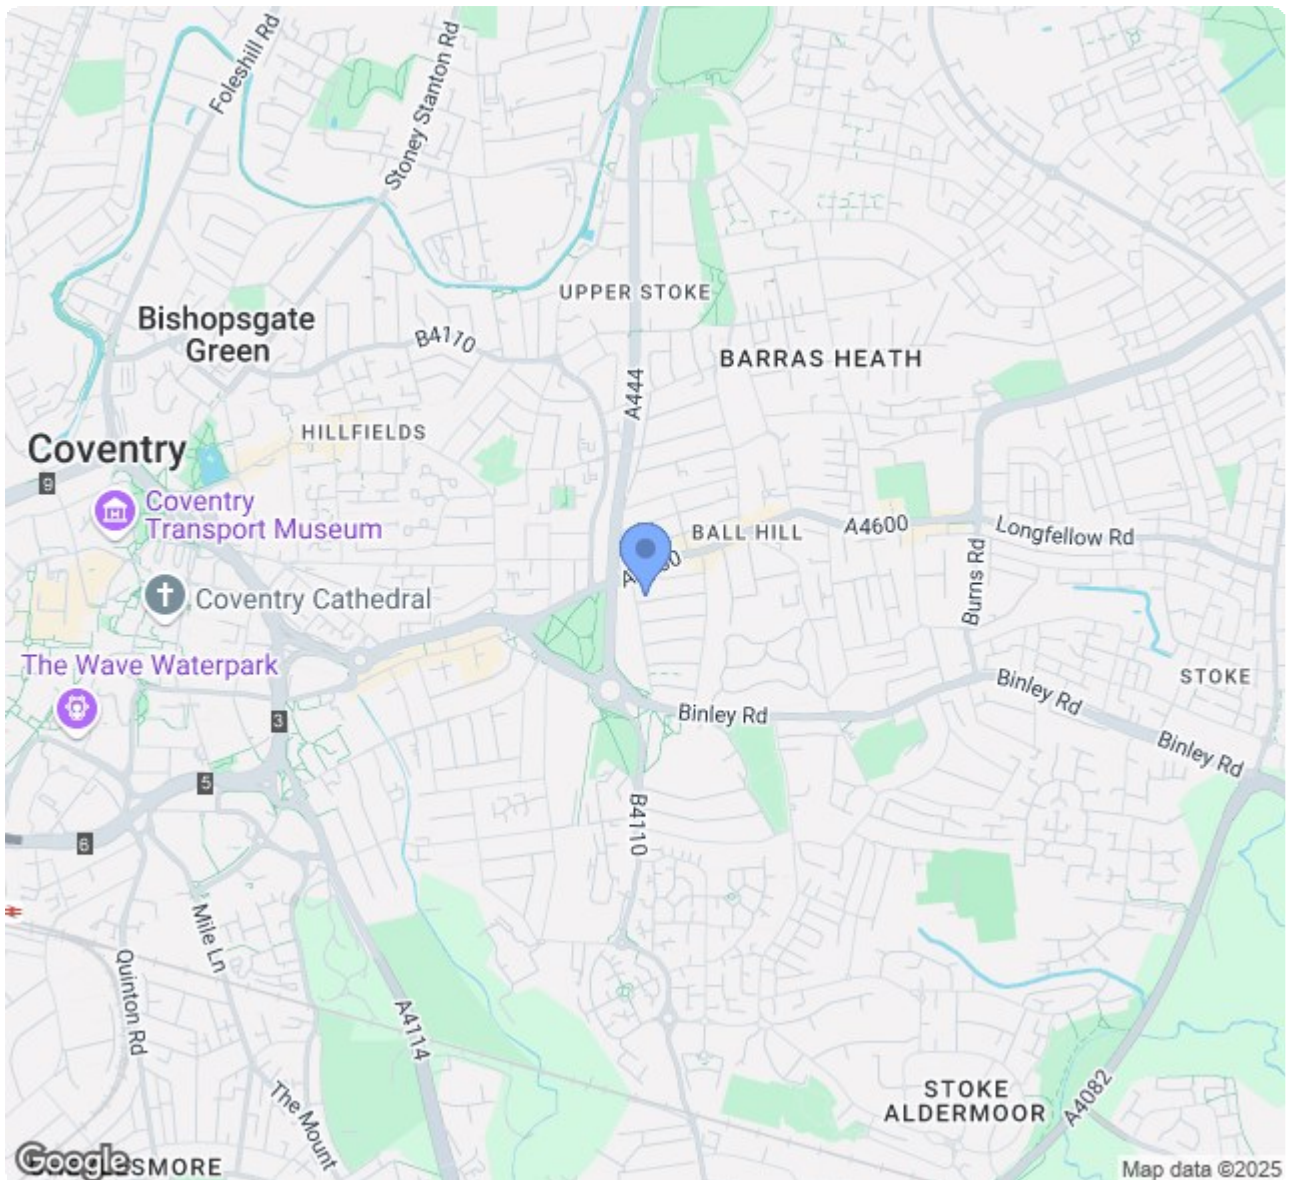 Foleshill Rd
Stoney Stanton Rd
UPPER STOKE
Bishopsgate
Green
B4110
BARRAS HEATH
A444
HILLFIELDS
Coventry
9
Coventry
Transport Museum
BALL HILL
A4600
Longfellow Rd
Burns Rd
Coventry Cathedral
The Wave Waterpark
3
Binley Rd
Binley Rd
STOKE
Binley Rd
5
6
B4110
Mile Ln
Quinton Rd
A4114
The Mount
STOKE
ALDERMOOR
A4082
Google
Map data ©2025